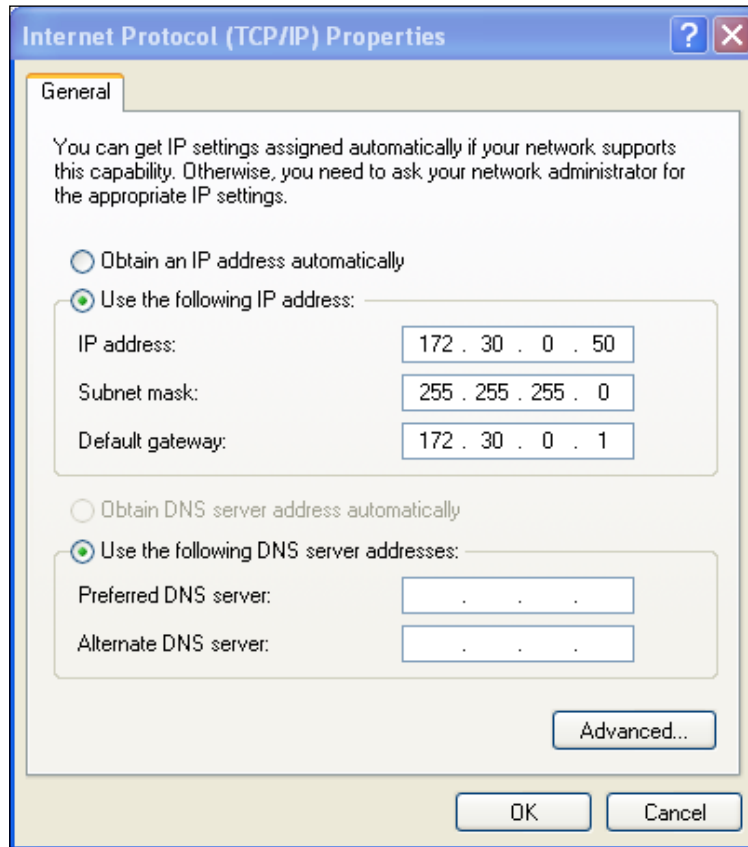 Internet Protocol (TCP/IP) Properties
General
You can get IP settings assigned automatically if your network supports
this capability. Otherwise, you need to ask your network administrator for
the appropriate IP settings.
Obtain an IP address automatically
Use the following IP address:
IP address: 172 . 30 . 0 . 50
Subnet mask: 255 . 255 . 255 . 0
Default gateway: 172 . 30 . 0 . 1
Obtain DNS server address automatically
Use the following DNS server addresses:
Preferred DNS server: . . .
Alternate DNS server: . . .
Advanced...
OK Cancel